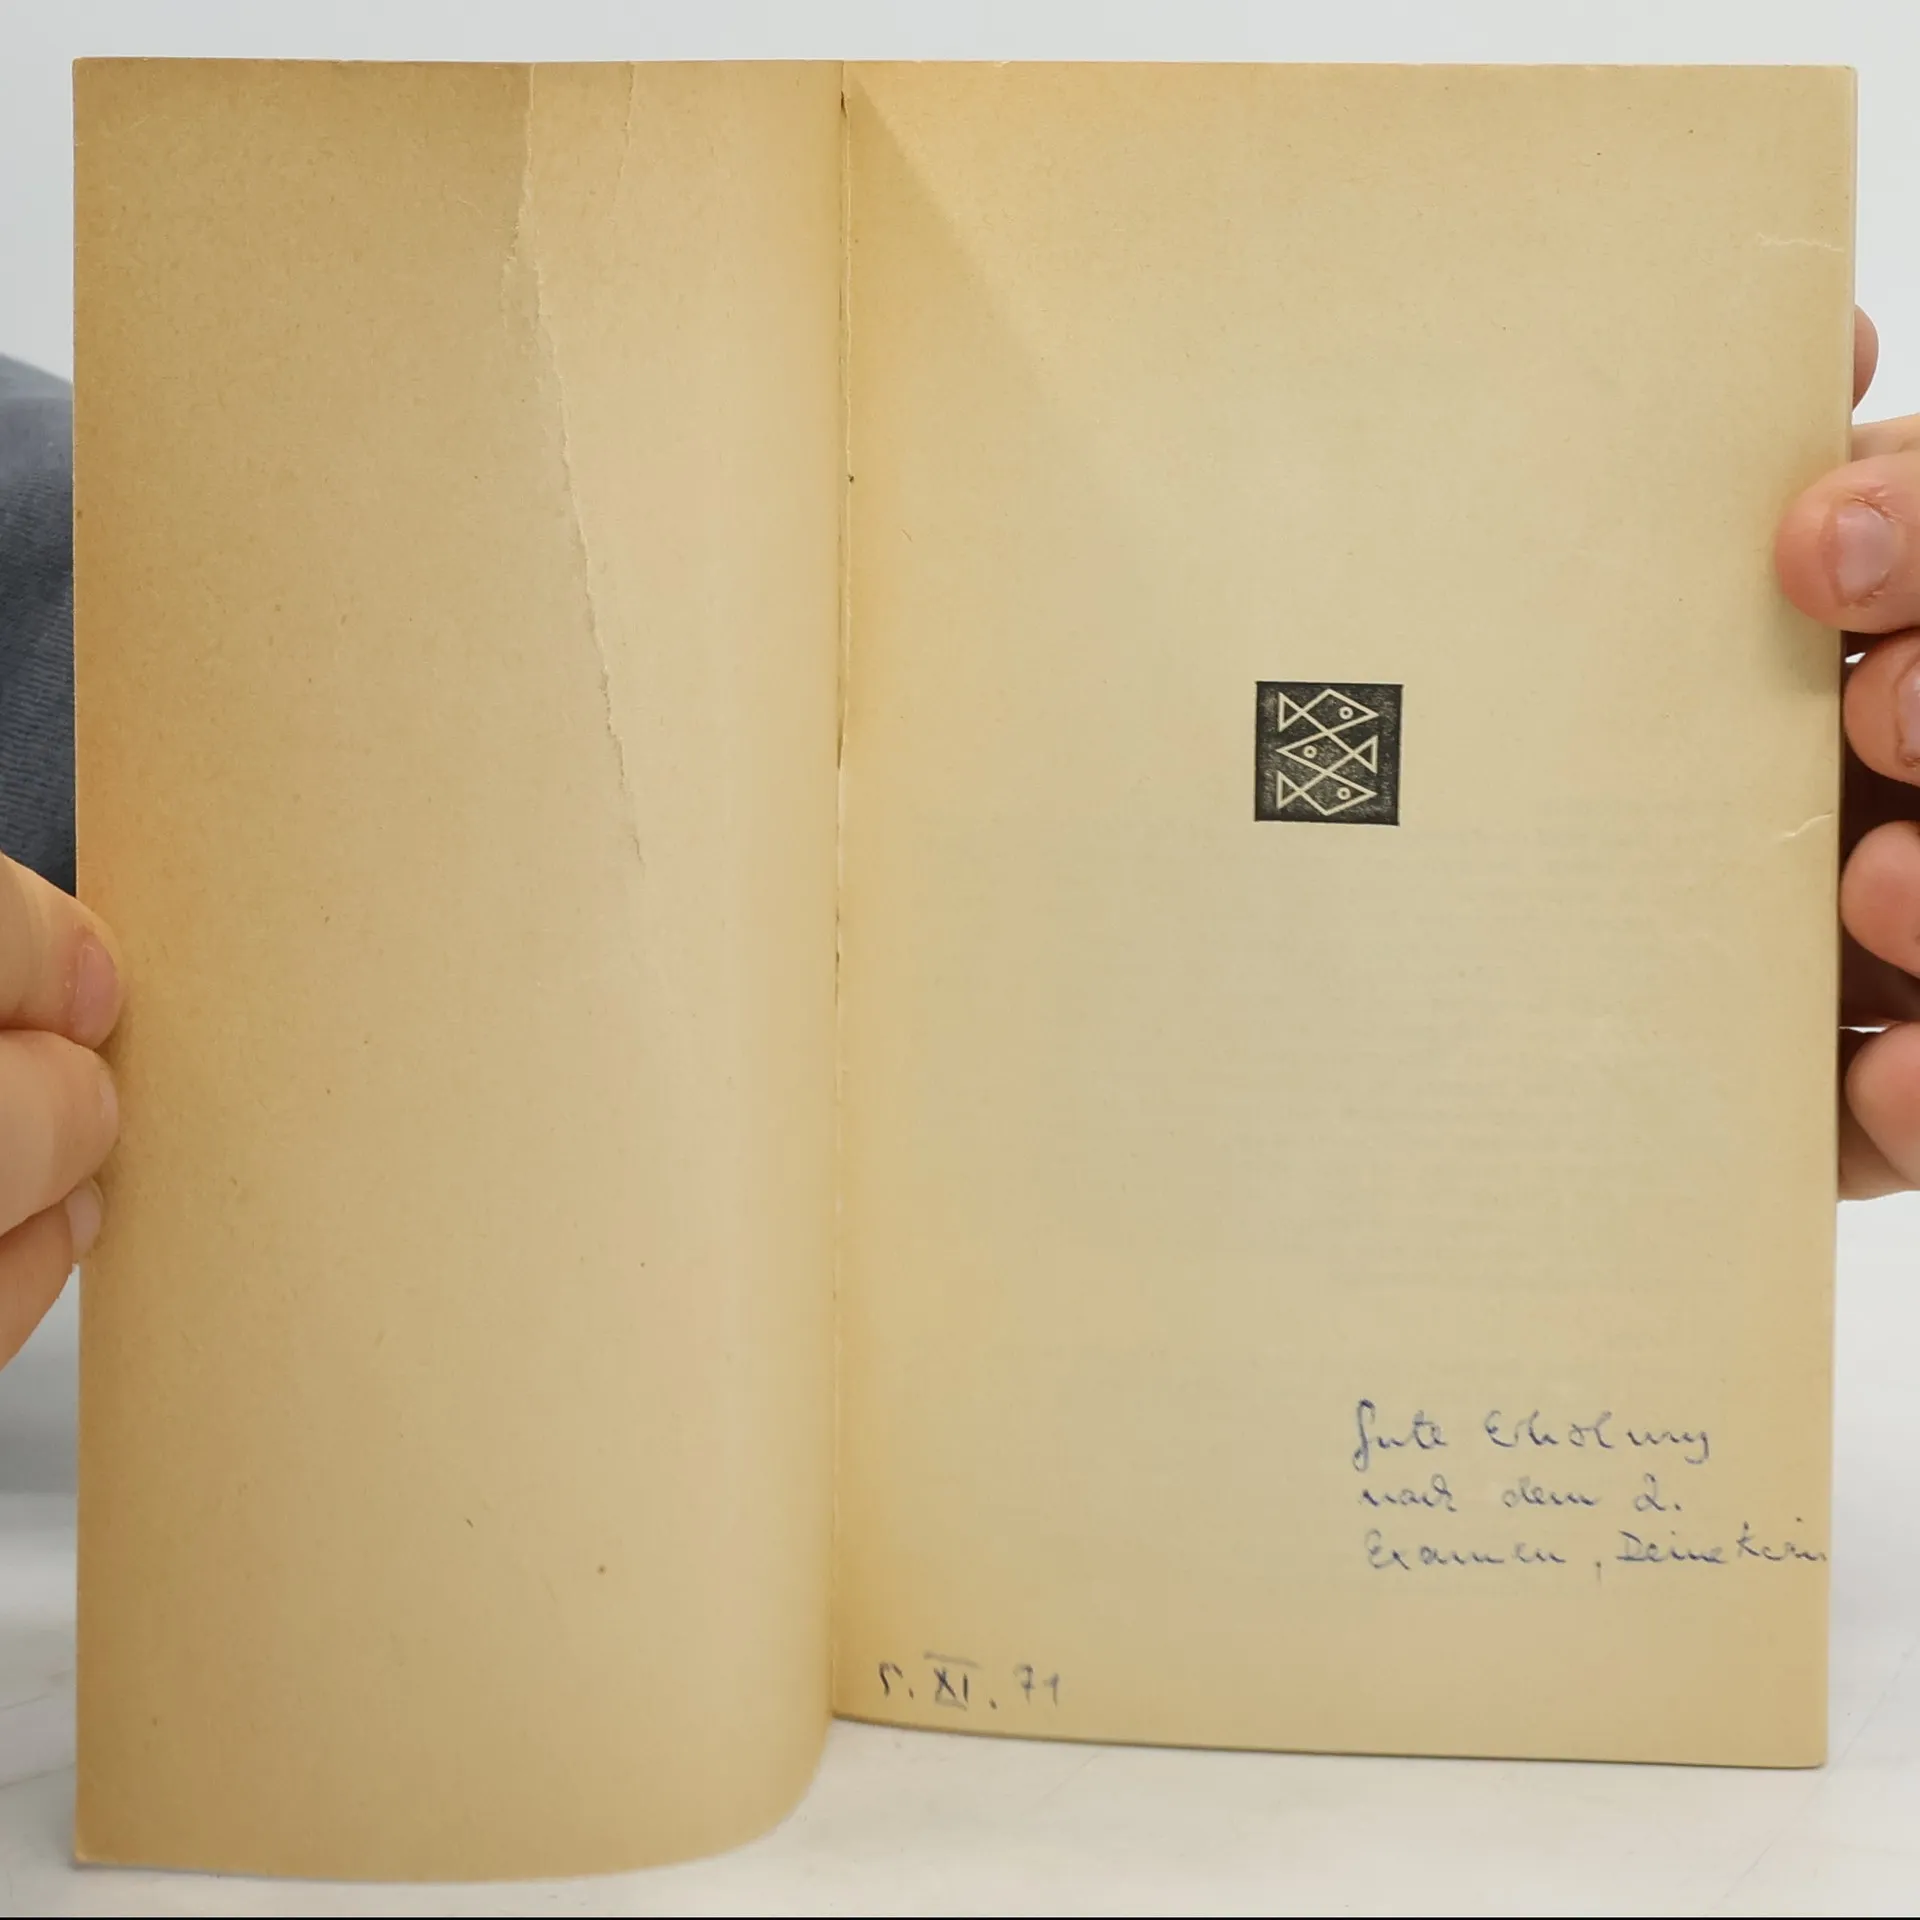 Gute Erholung
nach dem 2.
Examen, Deine
5. XI. 71